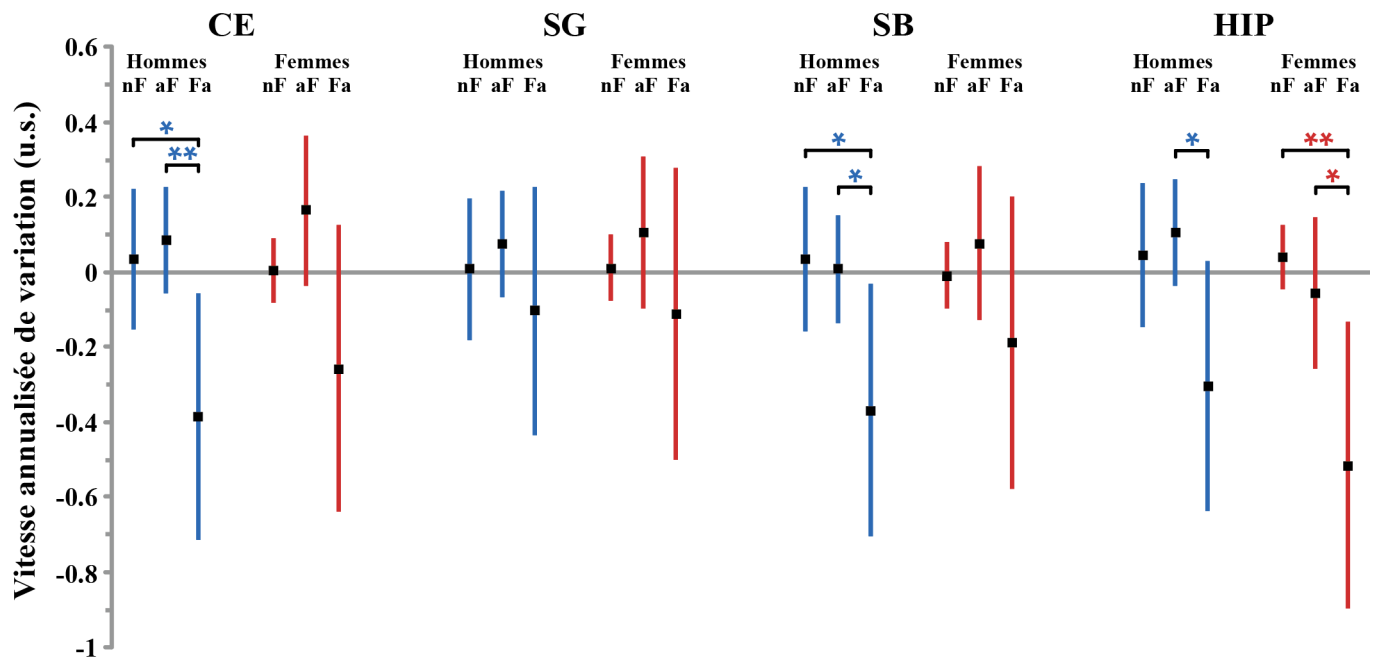 CE SG SB HIP
Hommes Femmes Hommes Femmes Hommes Femmes Hommes Femmes
nF aF Fa nF aF Fa nF aF Fa nF aF Fa nF aF Fa nF aF Fa nF aF Fa nF aF Fa
Vitesse annualisée de variation (u.s.)
0.6
0.4
0.2
0
-0.2
-0.4
-0.6
-0.8
-1
* ** * * * ** *